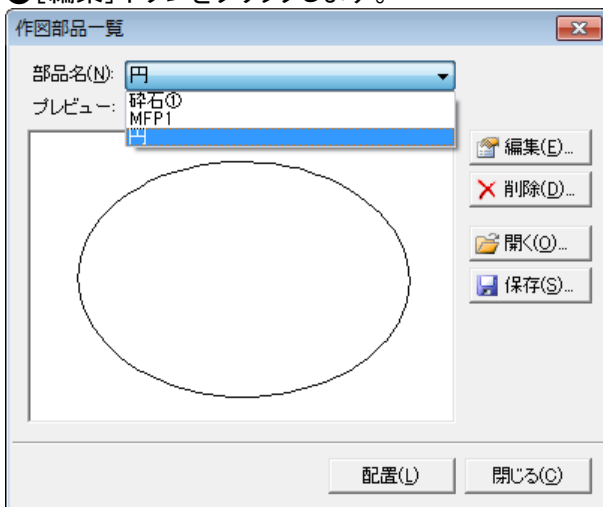 作図部品一覧
部品名(N): 円
プレビュー:
砕石①
MFP1
円
編集(E)...
削除(D)...
開く(O)...
保存(S)...
配置(L)
閉じる(C)